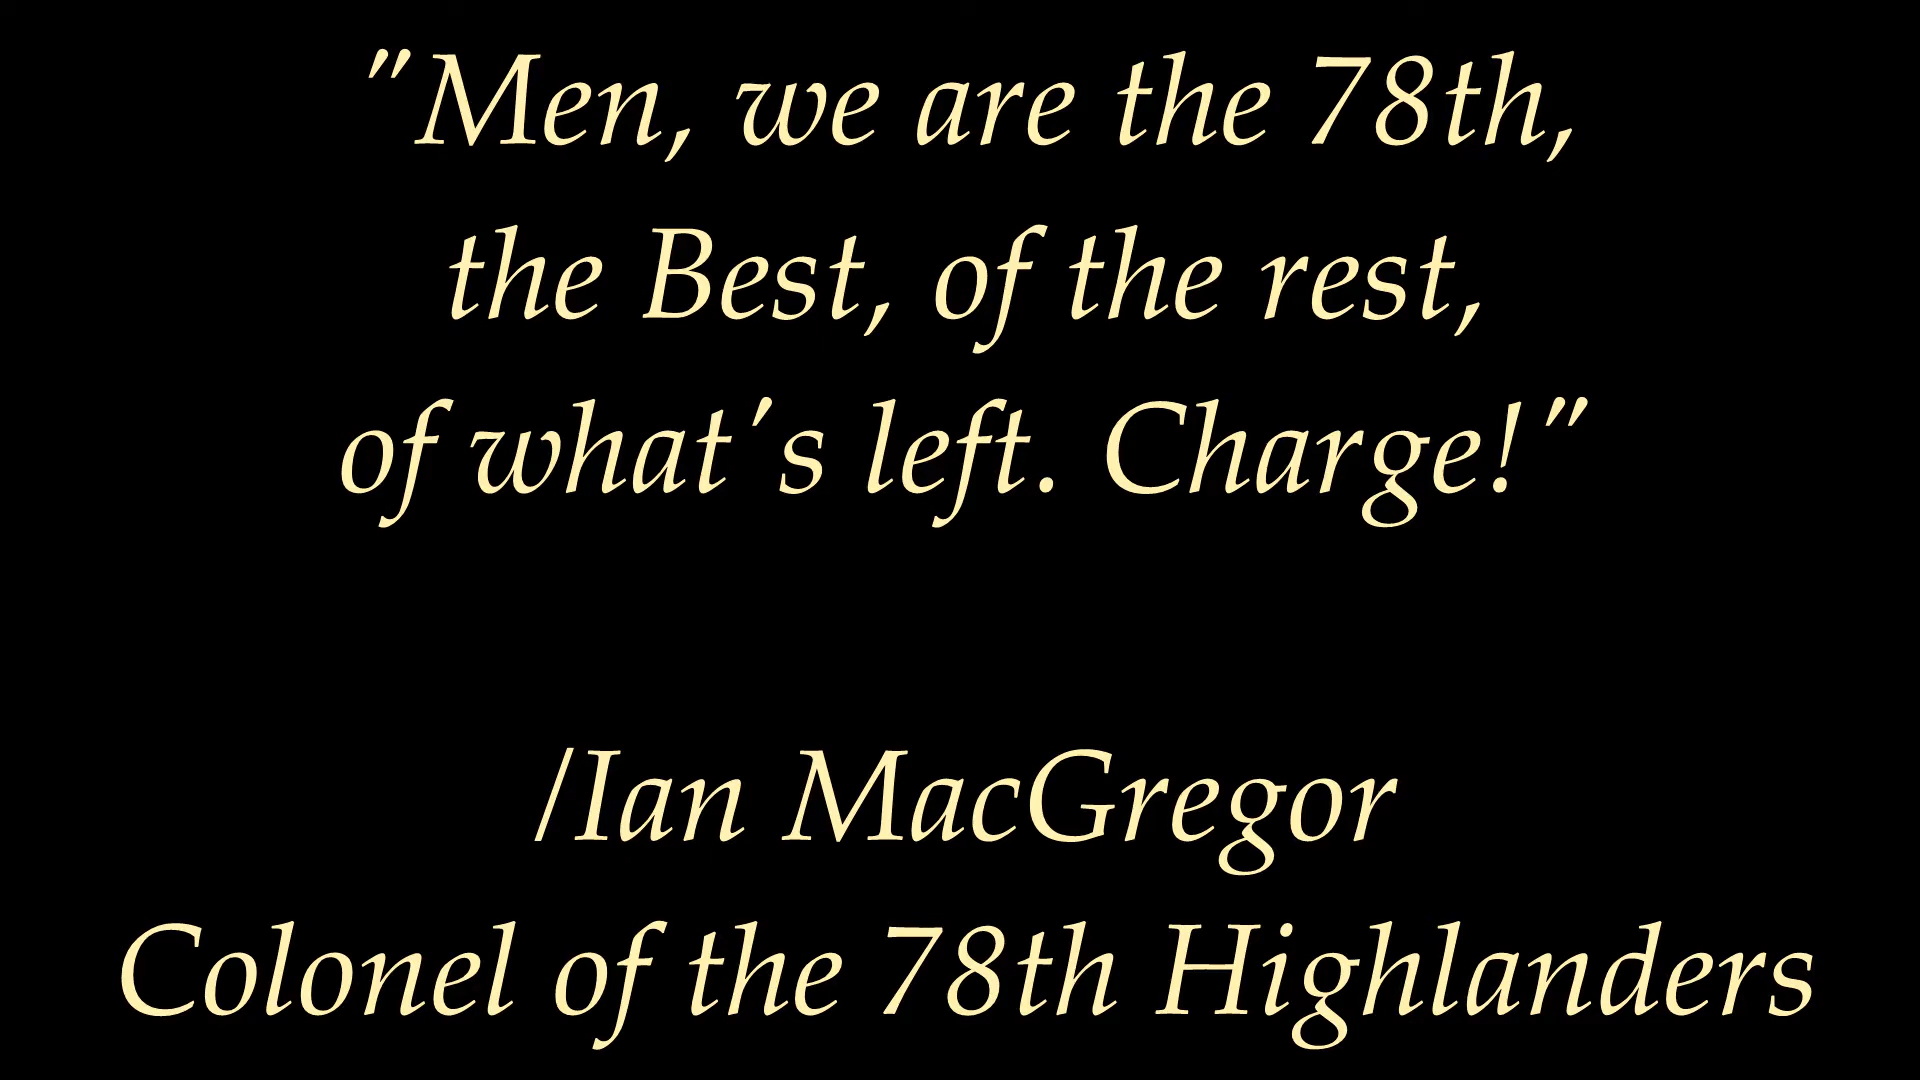 "Men, we are the 78th,
the Best, of the rest,
of what's left. Charge!"
/Ian MacGregor
Colonel of the 78th Highlanders